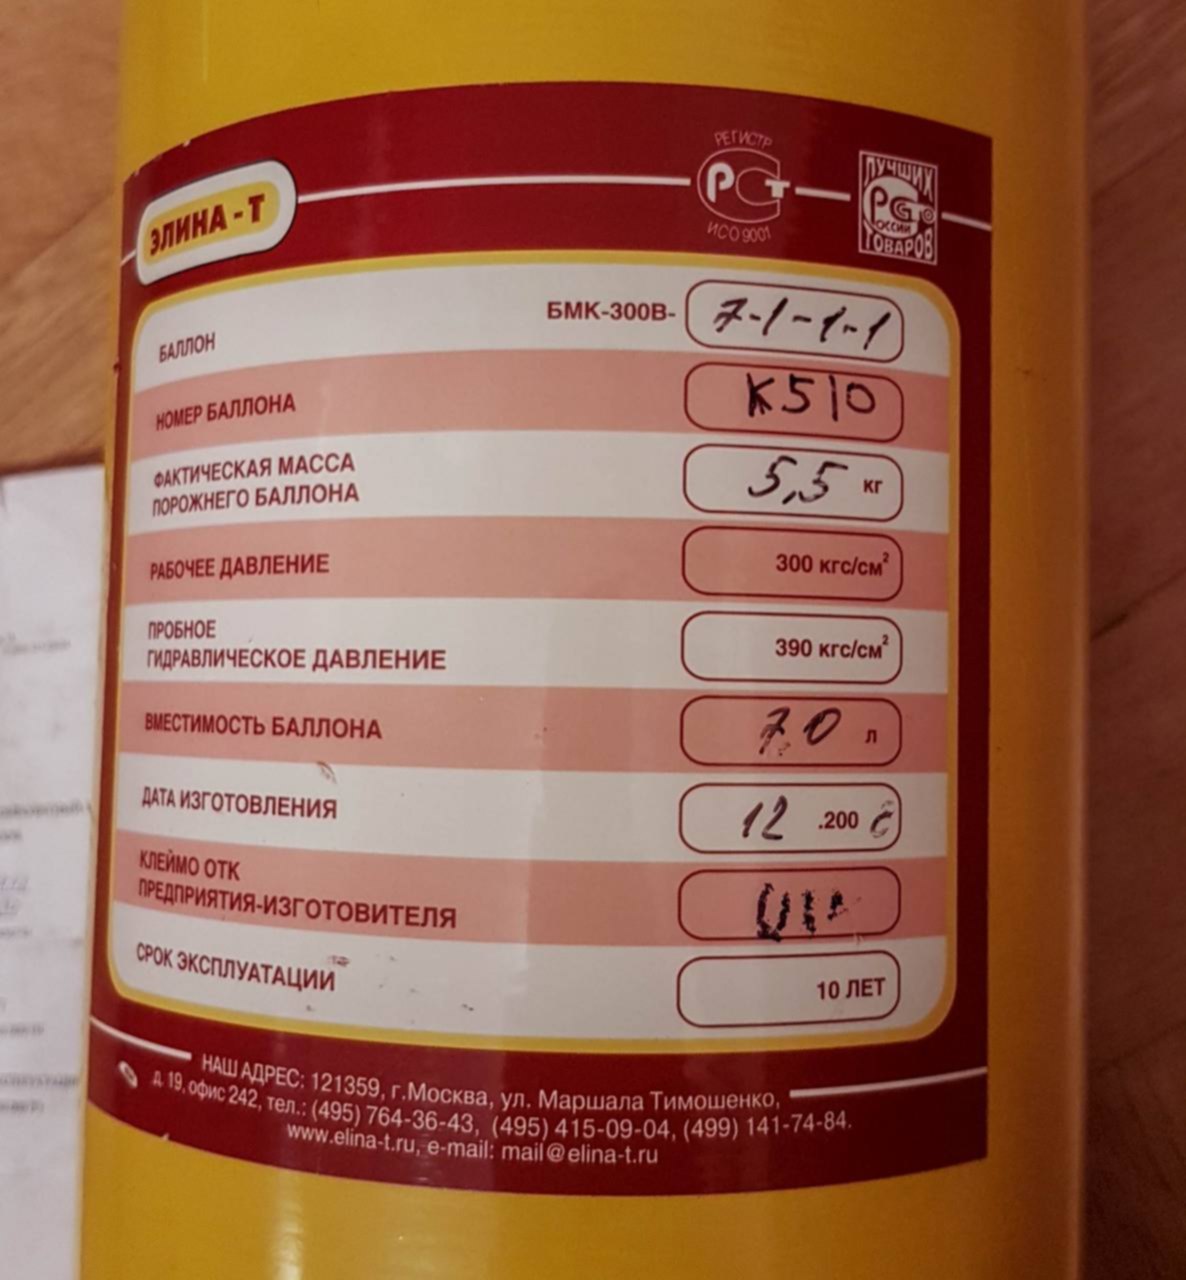 РЕГИСТР
РСТ
ИСО 9001
ЛУЧШИХ
РОССИИ
ТОВАРОВ
ЭЛИНА-Т
БАЛЛОН БМК-300В- 7-1-1-1
НОМЕР БАЛЛОНА К510
ФАКТИЧЕСКАЯ МАССА
ПОРОЖНЕГО БАЛЛОНА 5,5 кг
РАБОЧЕЕ ДАВЛЕНИЕ 300 кгс/см²
ПРОБНОЕ
ГИДРАВЛИЧЕСКОЕ ДАВЛЕНИЕ 390 кгс/см²
ВМЕСТИМОСТЬ БАЛЛОНА 7.0 л
ДАТА ИЗГОТОВЛЕНИЯ 12 .200
КЛЕЙМО ОТК
ПРЕДПРИЯТИЯ-ИЗГОТОВИТЕЛЯ
СРОК ЭКСПЛУАТАЦИИ 10 ЛЕТ
НАШ АДРЕС: 121359, г.Москва, ул. Маршала Тимошенко,
д. 19, офис 242, тел.: (495) 764-36-43, (495) 415-09-04, (499) 141-74-84.
www.elina-t.ru, e-mail: mail@elina-t.ru